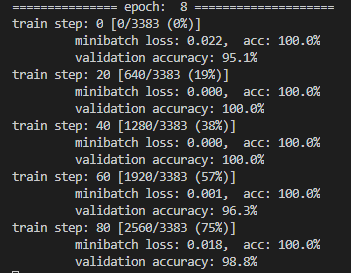 =============== epoch:  8 ====================
train step: 0 [0/3383 (0%)]
minibatch loss: 0.022,  acc: 100.0%
validation accuracy: 95.1%
train step: 20 [640/3383 (19%)]
minibatch loss: 0.000,  acc: 100.0%
validation accuracy: 100.0%
train step: 40 [1280/3383 (38%)]
minibatch loss: 0.000,  acc: 100.0%
validation accuracy: 100.0%
train step: 60 [1920/3383 (57%)]
minibatch loss: 0.001,  acc: 100.0%
validation accuracy: 96.3%
train step: 80 [2560/3383 (75%)]
minibatch loss: 0.018,  acc: 100.0%
validation accuracy: 98.8%